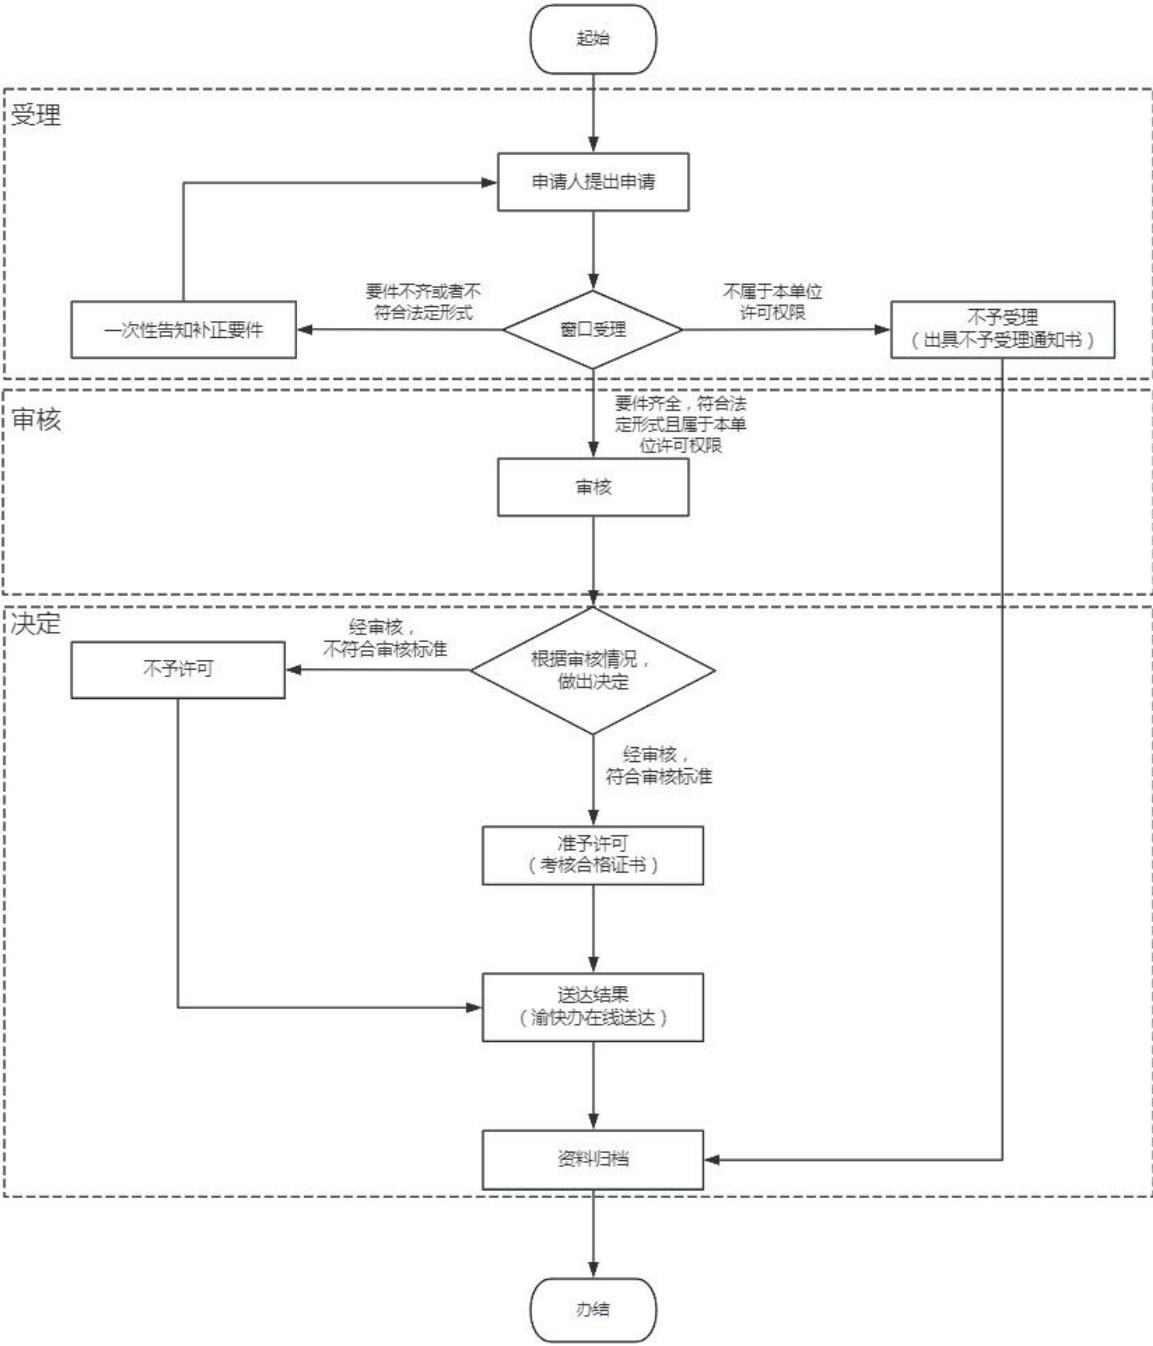 起始
受理
申请人提出申请
要件不齐或者不
符合法定形式
不属于本单位
许可权限
一次性告知补正要件
窗口受理
不予受理
（出具不予受理通知书）
审核
要件齐全，符合法
定形式且属于本单
位许可权限
审核
决定
经审核，
不符合审核标准
不予许可
根据审核情况，
做出决定
经审核，
符合审核标准
准予许可
（考核合格证书）
送达结果
（渝快办在线送达）
资料归档
办结